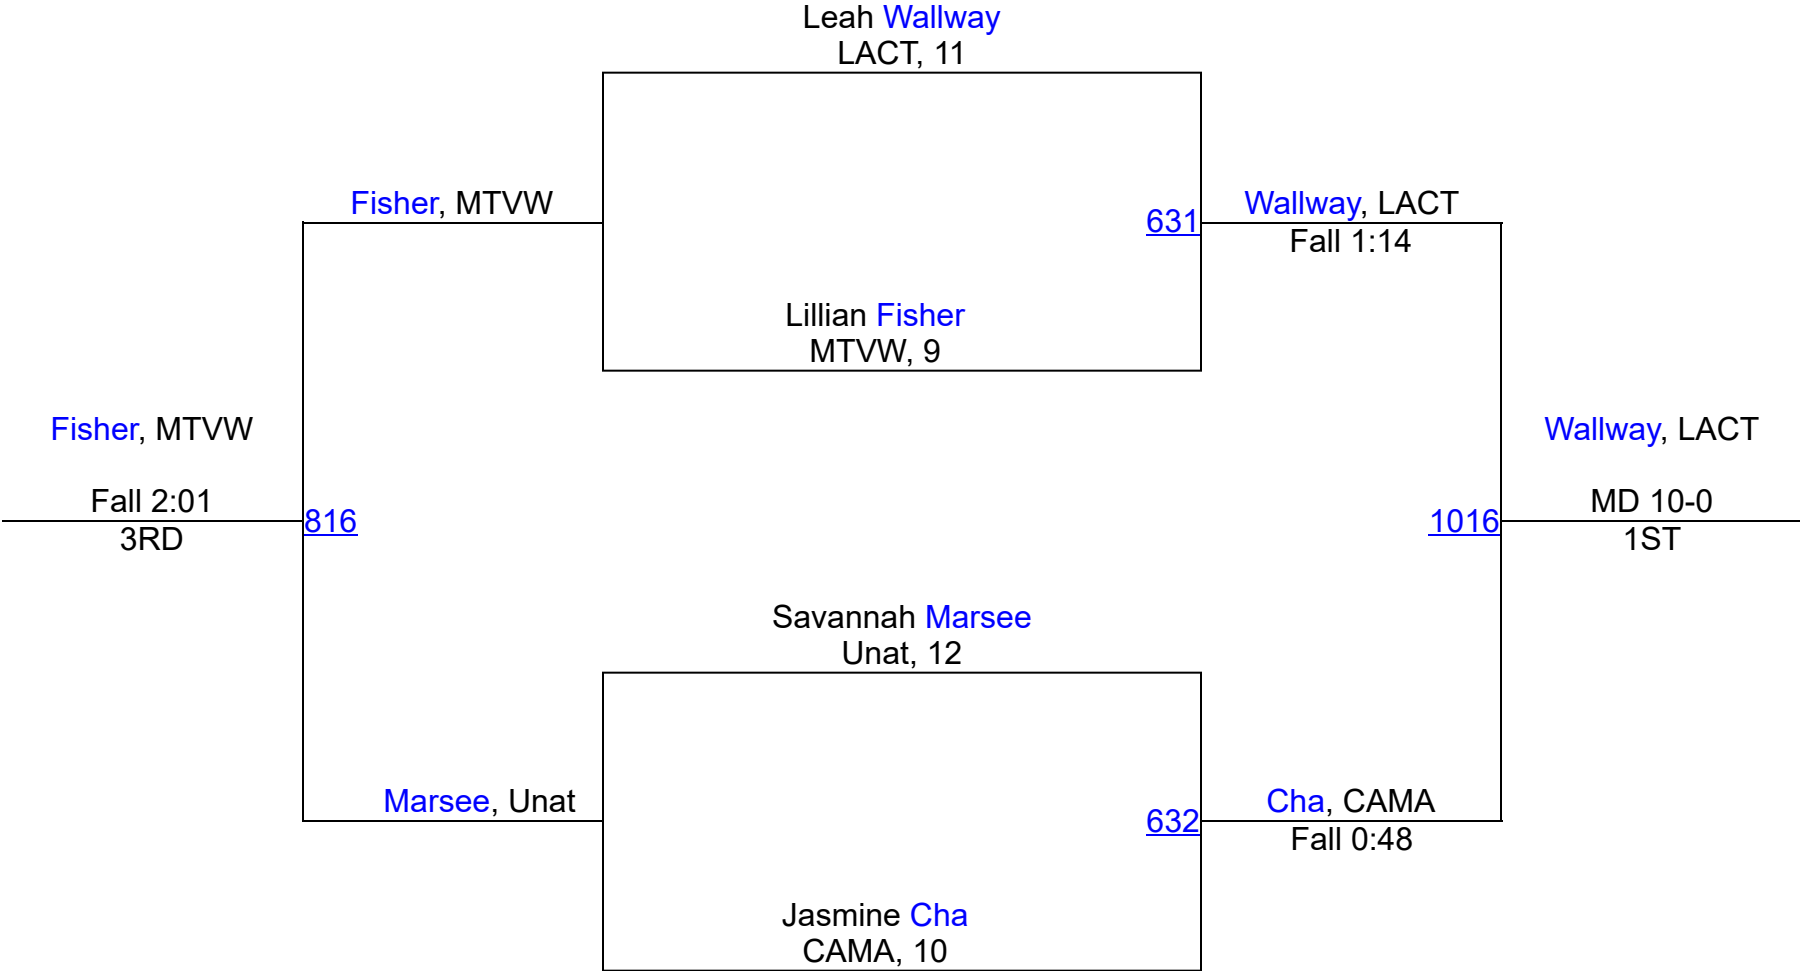 Leah Wallway
LACT, 11
Fisher, MTVW
631
Wallway, LACT
Fall 1:14
Lillian Fisher
MTVW, 9
Fisher, MTVW
Fall 2:01
3RD
816
Wallway, LACT
MD 10-0
1ST
1016
Savannah Marsee
Unat, 12
Marsee, Unat
632
Cha, CAMA
Fall 0:48
Jasmine Cha
CAMA, 10